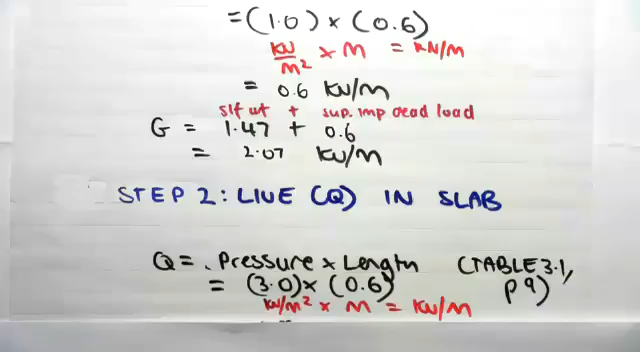 = (1.0) × (0.6)
kN/m² × m = kN/m
= 0.6 kN/m
slf wt + sup. imp dead load
G = 1.47 + 0.6
= 2.07 kN/m
STEP 2: LIVE (Q) IN SLAB
Q = Pressure × Length (TABLE 3.1,
= (3.0) × (0.6) p 9)
kN/m² × m = kN/m